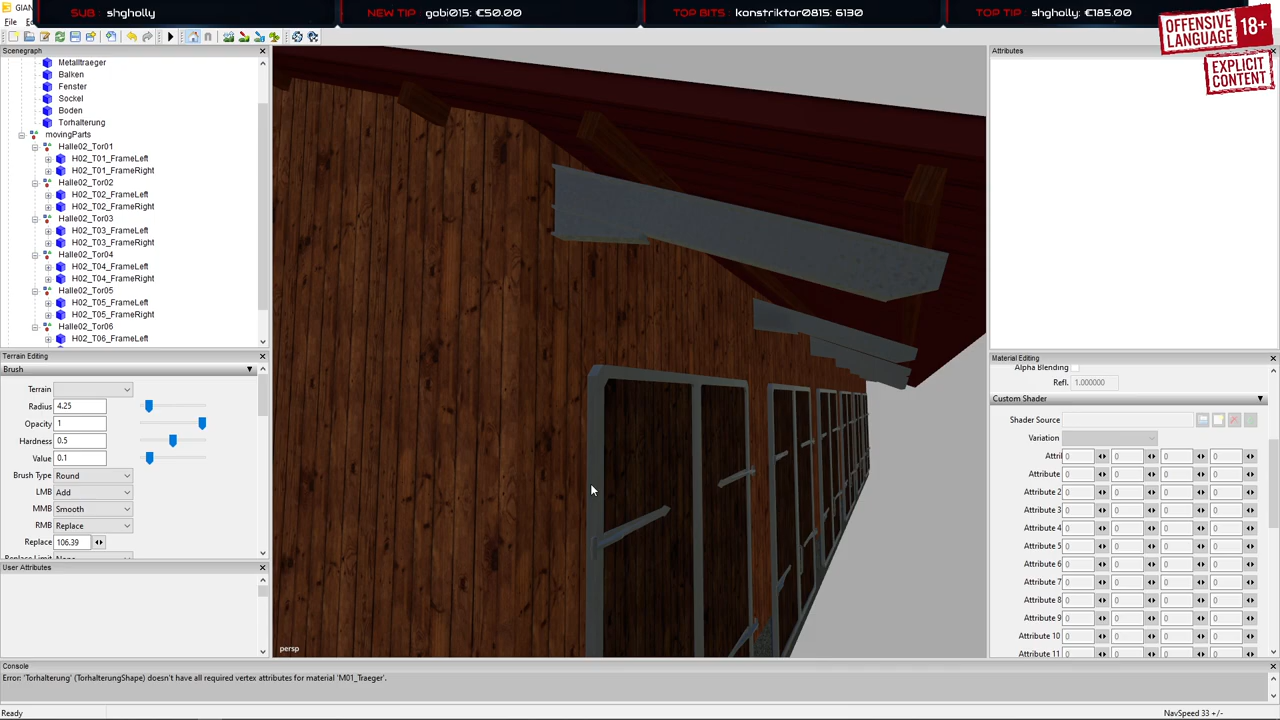 GIAN
SUB : shgholly
NEW TIP : gobi015: €50.00
TOP BITS : konstriktor0815: 6130
TOP TIP : shgholly: €185.00
OFFENSIVE
LANGUAGE 18+
EXPLICIT
CONTENT
File
Scenegraph
Metalltraeger
Balken
Fenster
Sockel
Boden
Torhalterung
movingParts
Halle02_Tor01
H02_T01_FrameLeft
H02_T01_FrameRight
Halle02_Tor02
H02_T02_FrameLeft
H02_T02_FrameRight
Halle02_Tor03
H02_T03_FrameLeft
H02_T03_FrameRight
Halle02_Tor04
H02_T04_FrameLeft
H02_T04_FrameRight
Halle02_Tor05
H02_T05_FrameLeft
H02_T05_FrameRight
Halle02_Tor06
H02_T06_FrameLeft
Terrain Editing
Brush
Terrain
Radius 4.25
Opacity 1
Hardness 0.5
Value 0.1
Brush Type Round
LMB Add
MMB Smooth
RMB Replace
Replace 106.39
Replace Limit None
User Attributes
persp
Attributes
Material Editing
Alpha Blending
Refl. 1.000000
Custom Shader
Shader Source
Variation
Attri 0 0 0 0
Attribute 0 0 0 0
Attribute 2 0 0 0 0
Attribute 3 0 0 0 0
Attribute 4 0 0 0 0
Attribute 5 0 0 0 0
Attribute 6 0 0 0 0
Attribute 7 0 0 0 0
Attribute 8 0 0 0 0
Attribute 9 0 0 0 0
Attribute 10 0 0 0 0
Attribute 11 0 0 0 0
Console
Error: 'Torhalterung' (TorhalterungShape) doesn't have all required vertex attributes for material 'M01_Traeger'.
Ready
NavSpeed 33 +/-